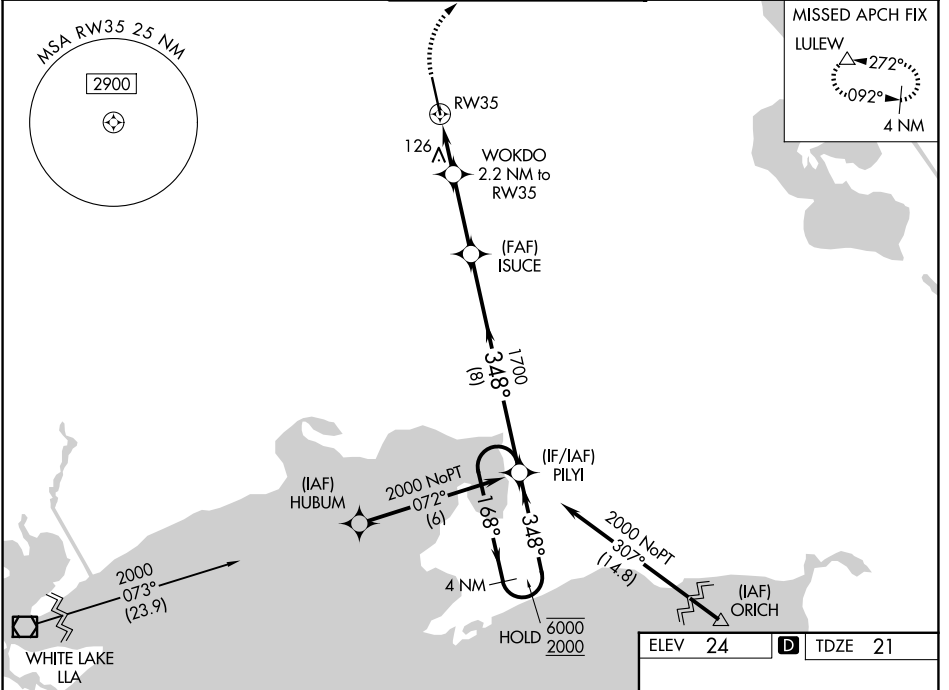 MSA RW35 25 NM
2900
MISSED APCH FIX
LULEW
272°
092°
4 NM
RW35
126
WOKDO
2.2 NM to
RW35
(FAF)
ISUCE
1700
348°
(8)
(IF/IAF)
PILYI
(IAF)
HUBUM
2000 NoPT
072°
(6)
168°
348°
2000 NoPT
307°
(14.8)
2000
073°
(23.9)
4 NM
HOLD
6000
2000
(IAF)
ORICH
WHITE LAKE
LLA
ELEV 24 D TDZE 21